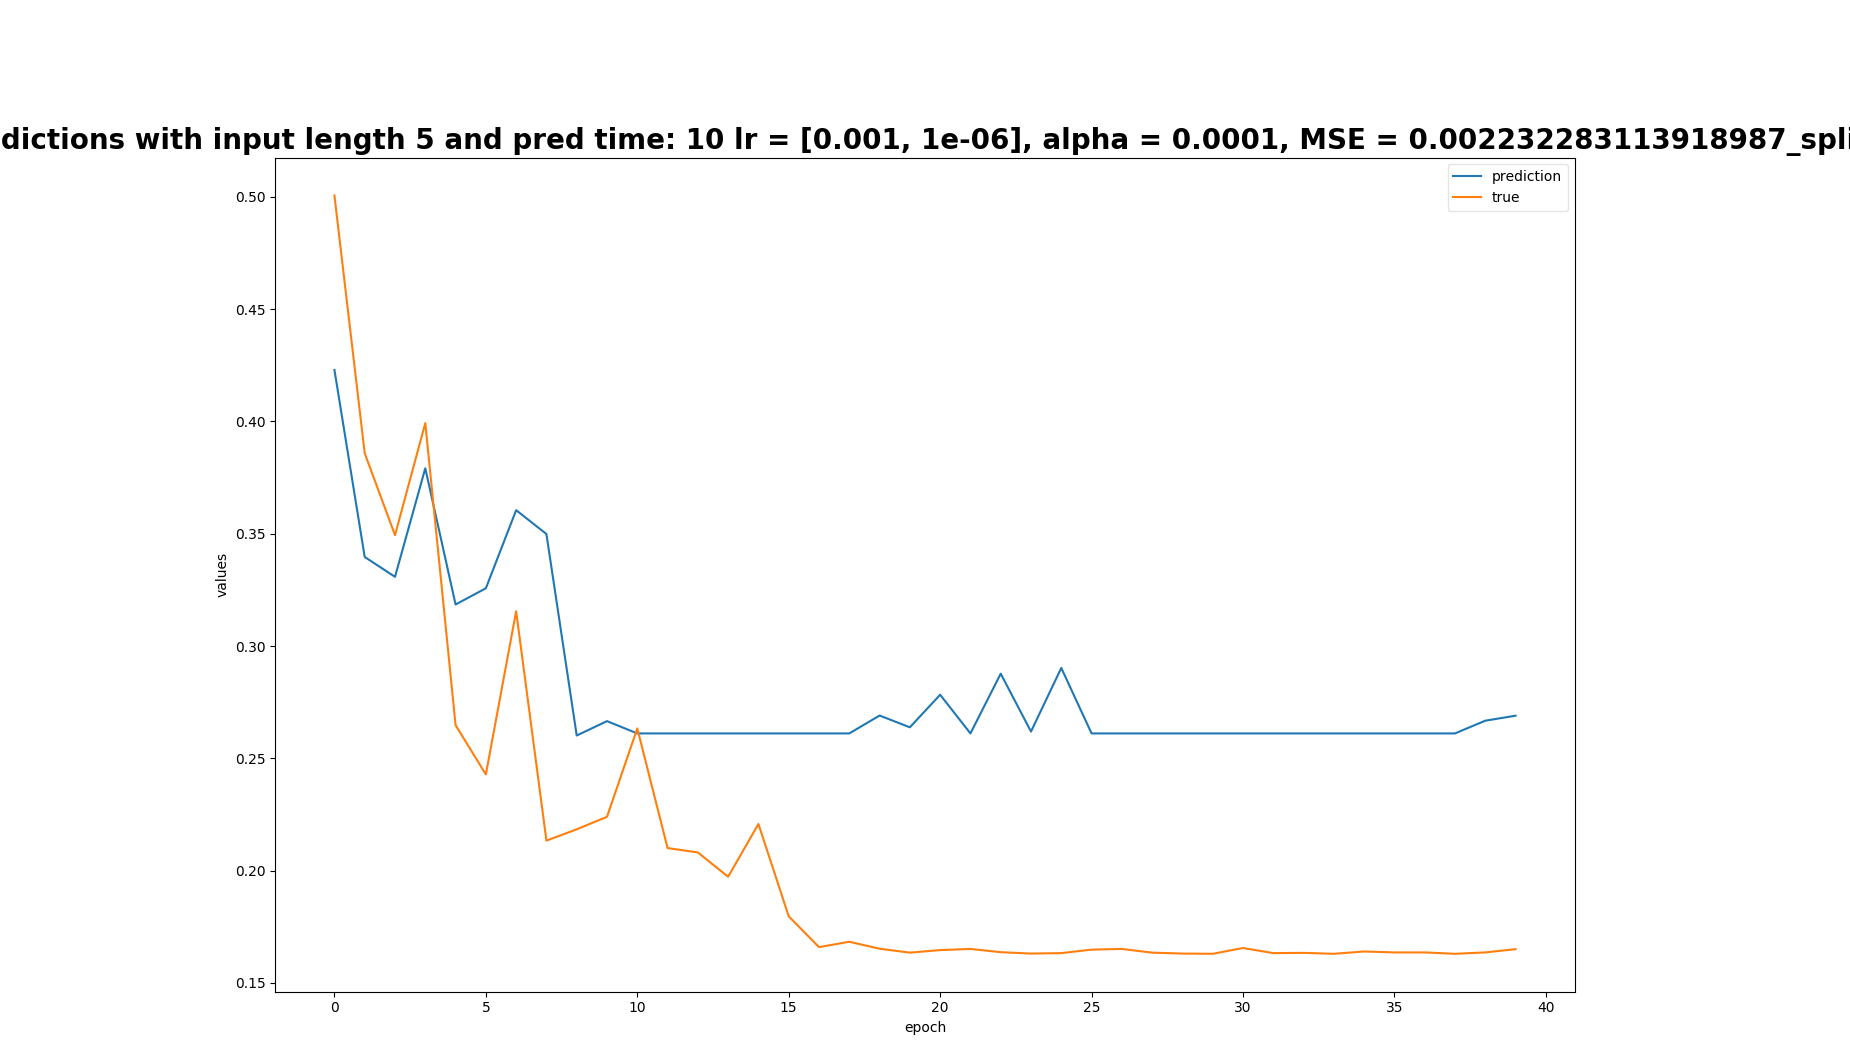 dictions with input length 5 and pred time: 10 lr = [0.001, 1e-06], alpha = 0.0001, MSE = 0.002232283113918987_spli
prediction
true
0.50
0.45
0.40
0.35
0.30
0.25
0.20
0.15
values
0 5 10 15 20 25 30 35 40
epoch